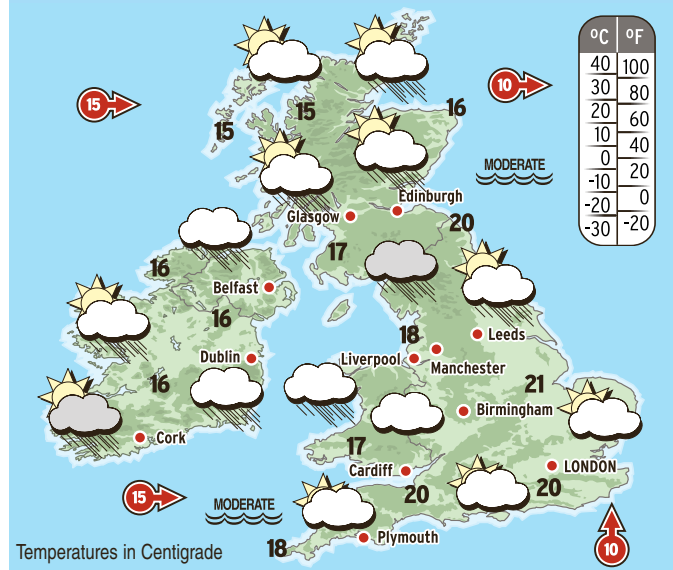 ºC ºF
40 100
30 80
20 60
10 40
0 20
-10 0
-20 -20
-30
15
10
15
15
16
MODERATE
Edinburgh
Glasgow
20
17
16
Belfast
16
18
Leeds
Dublin
Liverpool
Manchester
16
21
Birmingham
Cork
17
Cardiff
LONDON
20
20
15
MODERATE
Plymouth
18
10
Temperatures in Centigrade